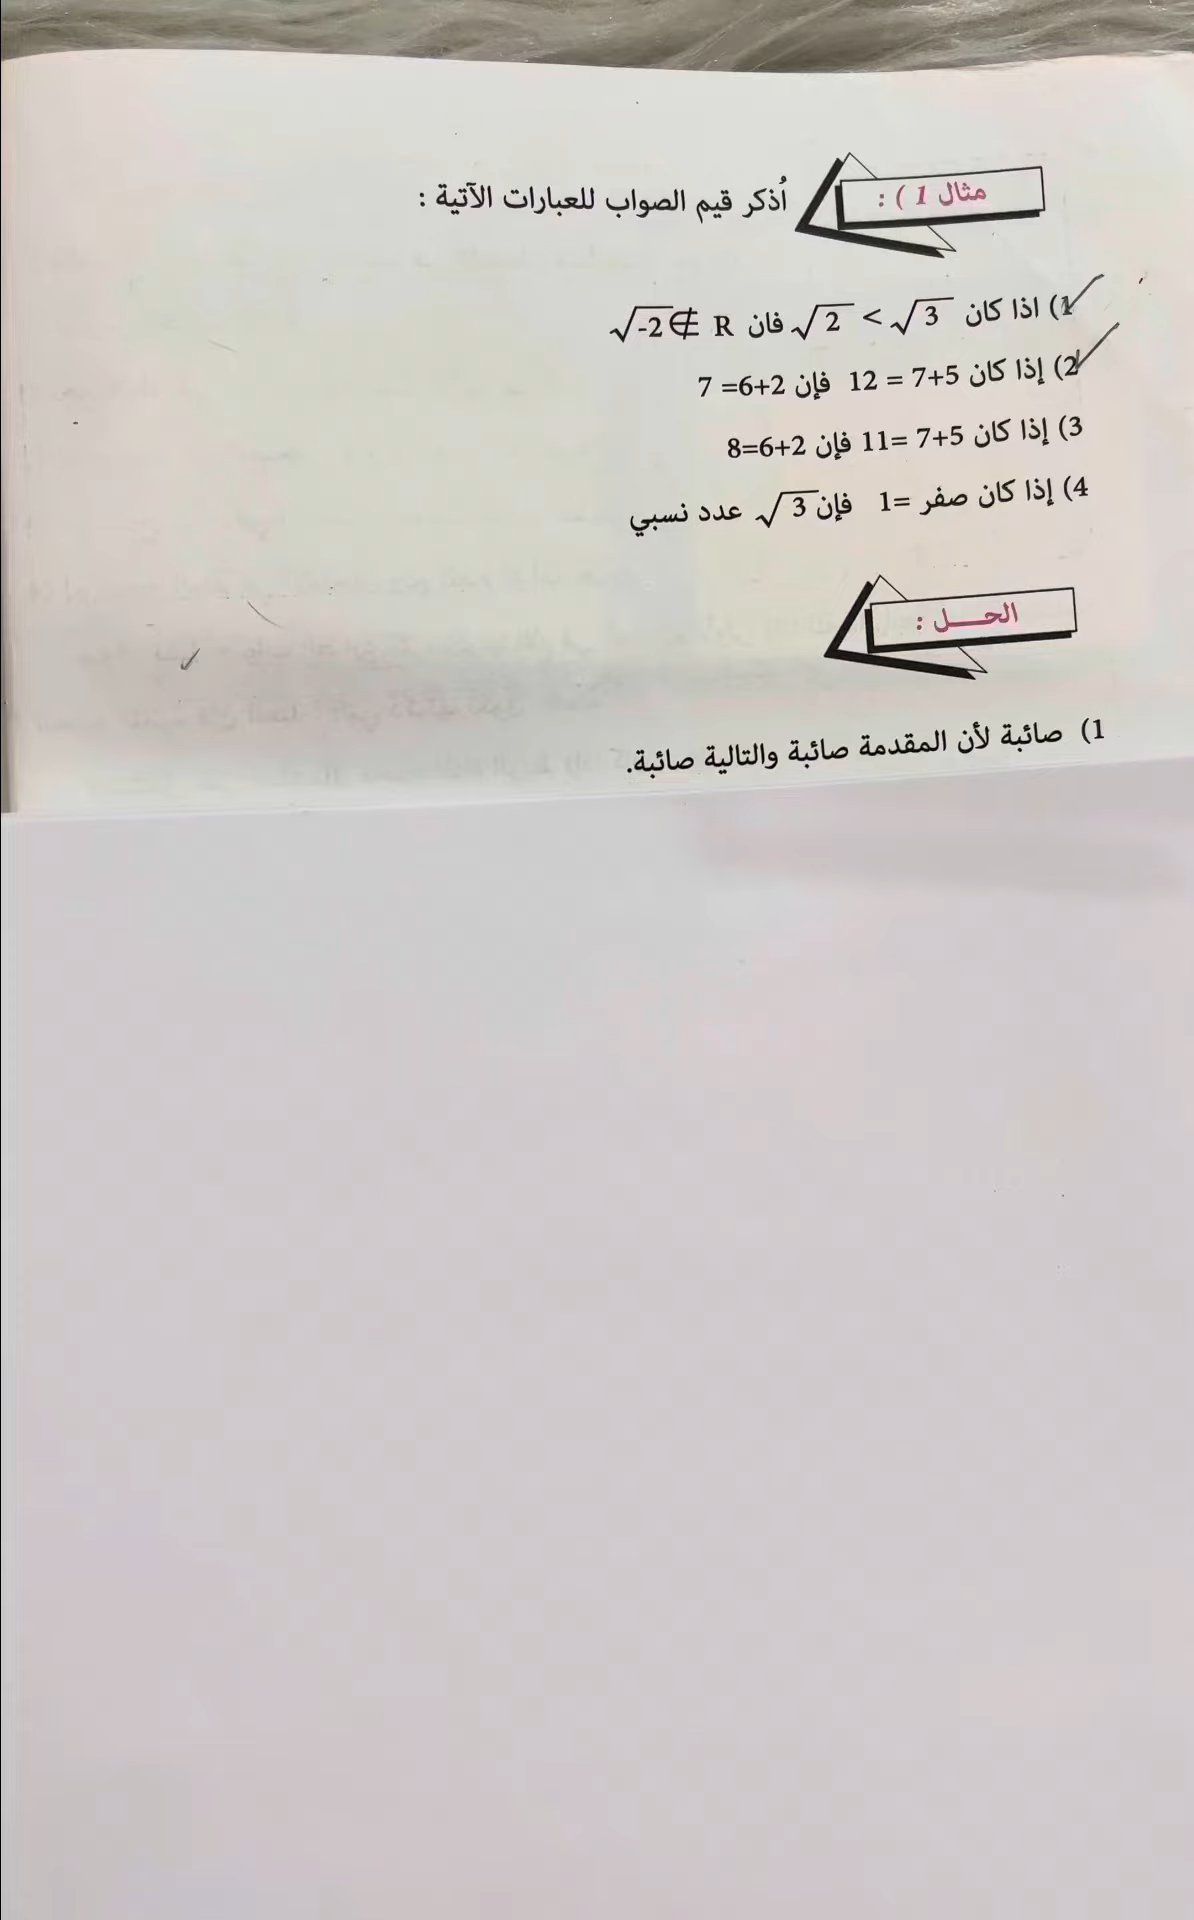 مثال 1 ) : أُذكر قيم الصواب للعبارات الآتية :
1) اذا كان √2 < √3 فان √-2 ∉ R
2) إذا كان 7+5 = 12 فإن 6+2= 7
3) إذا كان 7+5 =11 فإن 6+2=8
4) إذا كان صفر =1 فإن √3 عدد نسبي
الحـــل :
1) صائبة لأن المقدمة صائبة والتالية صائبة.